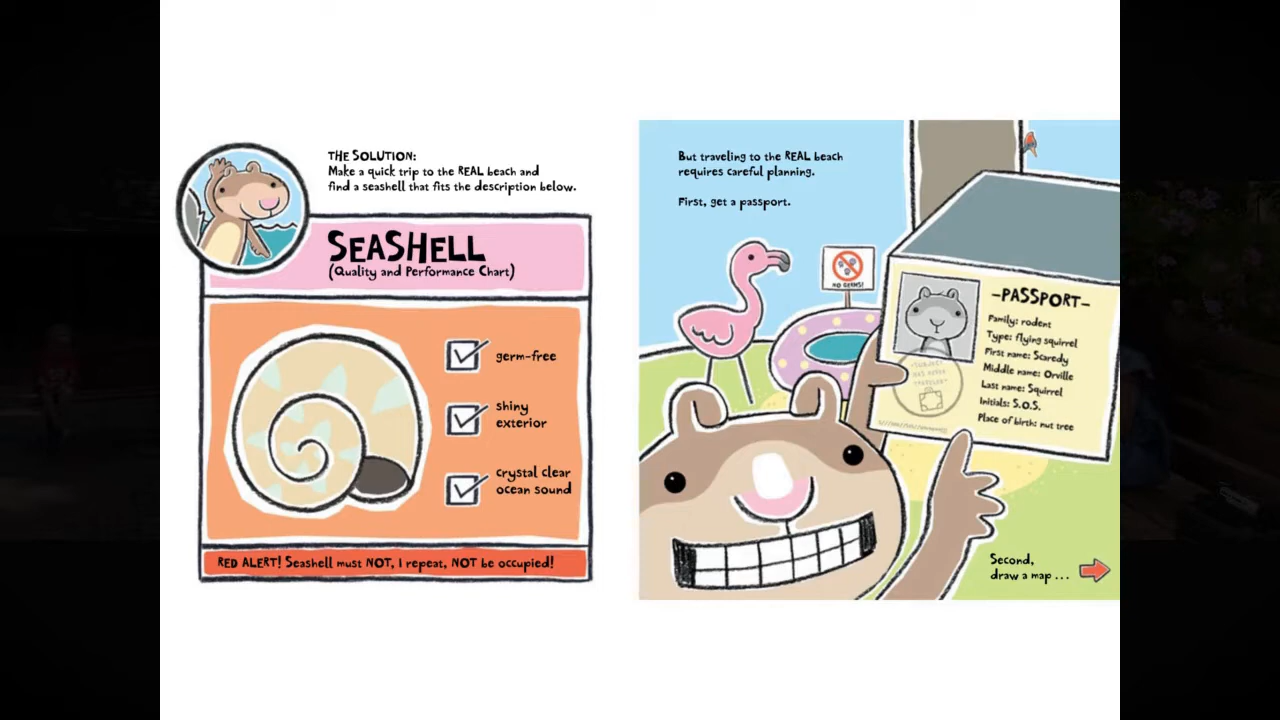 THE SOLUTION:
Make a quick trip to the REAL beach and
find a seashell that fits the description below.
SEASHELL
(Quality and Performance Chart)
germ-free
shiny
exterior
crystal clear
ocean sound
RED ALERT! Seashell must NOT, I repeat, NOT be occupied!
But traveling to the REAL beach
requires careful planning.
First, get a passport.
NO GERMS!
-PASSPORT-
Family: rodent
Type: flying squirrel
First name: Scaredy
Middle name: Orville
Last name: Squirrel
Initials: S.O.S.
Place of birth: nut tree
SUBJECT
HAS NEVER
TRAVELED
Second,
draw a map ...